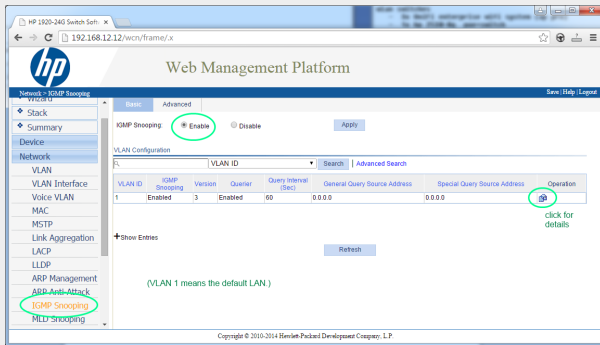 HP 1920-24G Switch Soft
192.168.12.12/wcn/frame/.x
hp
Web Management Platform
Network > IGMP Snooping
Save | Help | Logout
Wizard
Stack
Summary
Device
Network
VLAN
VLAN Interface
Voice VLAN
MAC
MSTP
Link Aggregation
LACP
LLDP
ARP Management
ARP Anti-Attack
IGMP Snooping
MLD Snooping
Basic Advanced
IGMP Snooping: Enable Disable Apply
VLAN Configuration
VLAN ID Search | Advanced Search
VLAN ID IGMP Snooping Version Querier Query Interval (Sec) General Query Source Address Special Query Source Address Operation
1 Enabled 3 Enabled 60 0.0.0.0 0.0.0.0
click for
details
+Show Entries
Refresh
(VLAN 1 means the default LAN.)
Copyright © 2010-2014 Hewlett-Packard Development Company, L.P.